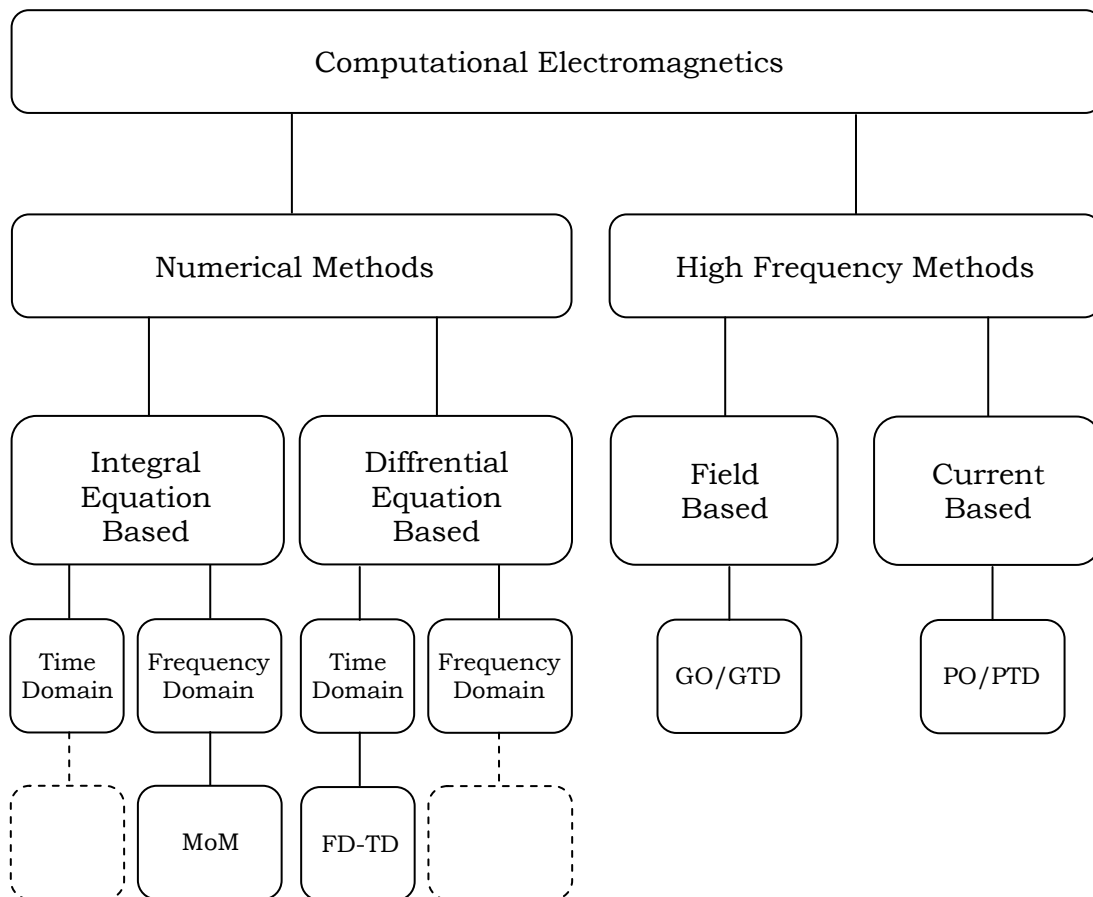 Computational Electromagnetics
Numerical Methods
High Frequency Methods
Integral
Equation
Based
Diffrential
Equation
Based
Field
Based
Current
Based
Time
Domain
Frequency
Domain
Time
Domain
Frequency
Domain
GO/GTD
PO/PTD
MoM
FD-TD